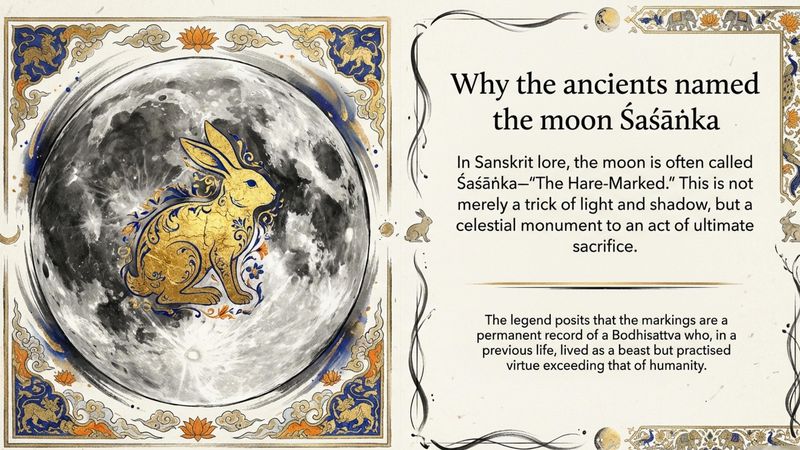 Why the ancients named
the moon Śaśāṅka
In Sanskrit lore, the moon is often called
Śaśāṅka—“The Hare-Marked.” This is not
merely a trick of light and shadow, but a
celestial monument to an act of ultimate
sacrifice.
The legend posits that the markings are a
permanent record of a Bodhisattva who, in a
previous life, lived as a beast but practised
virtue exceeding that of humanity.